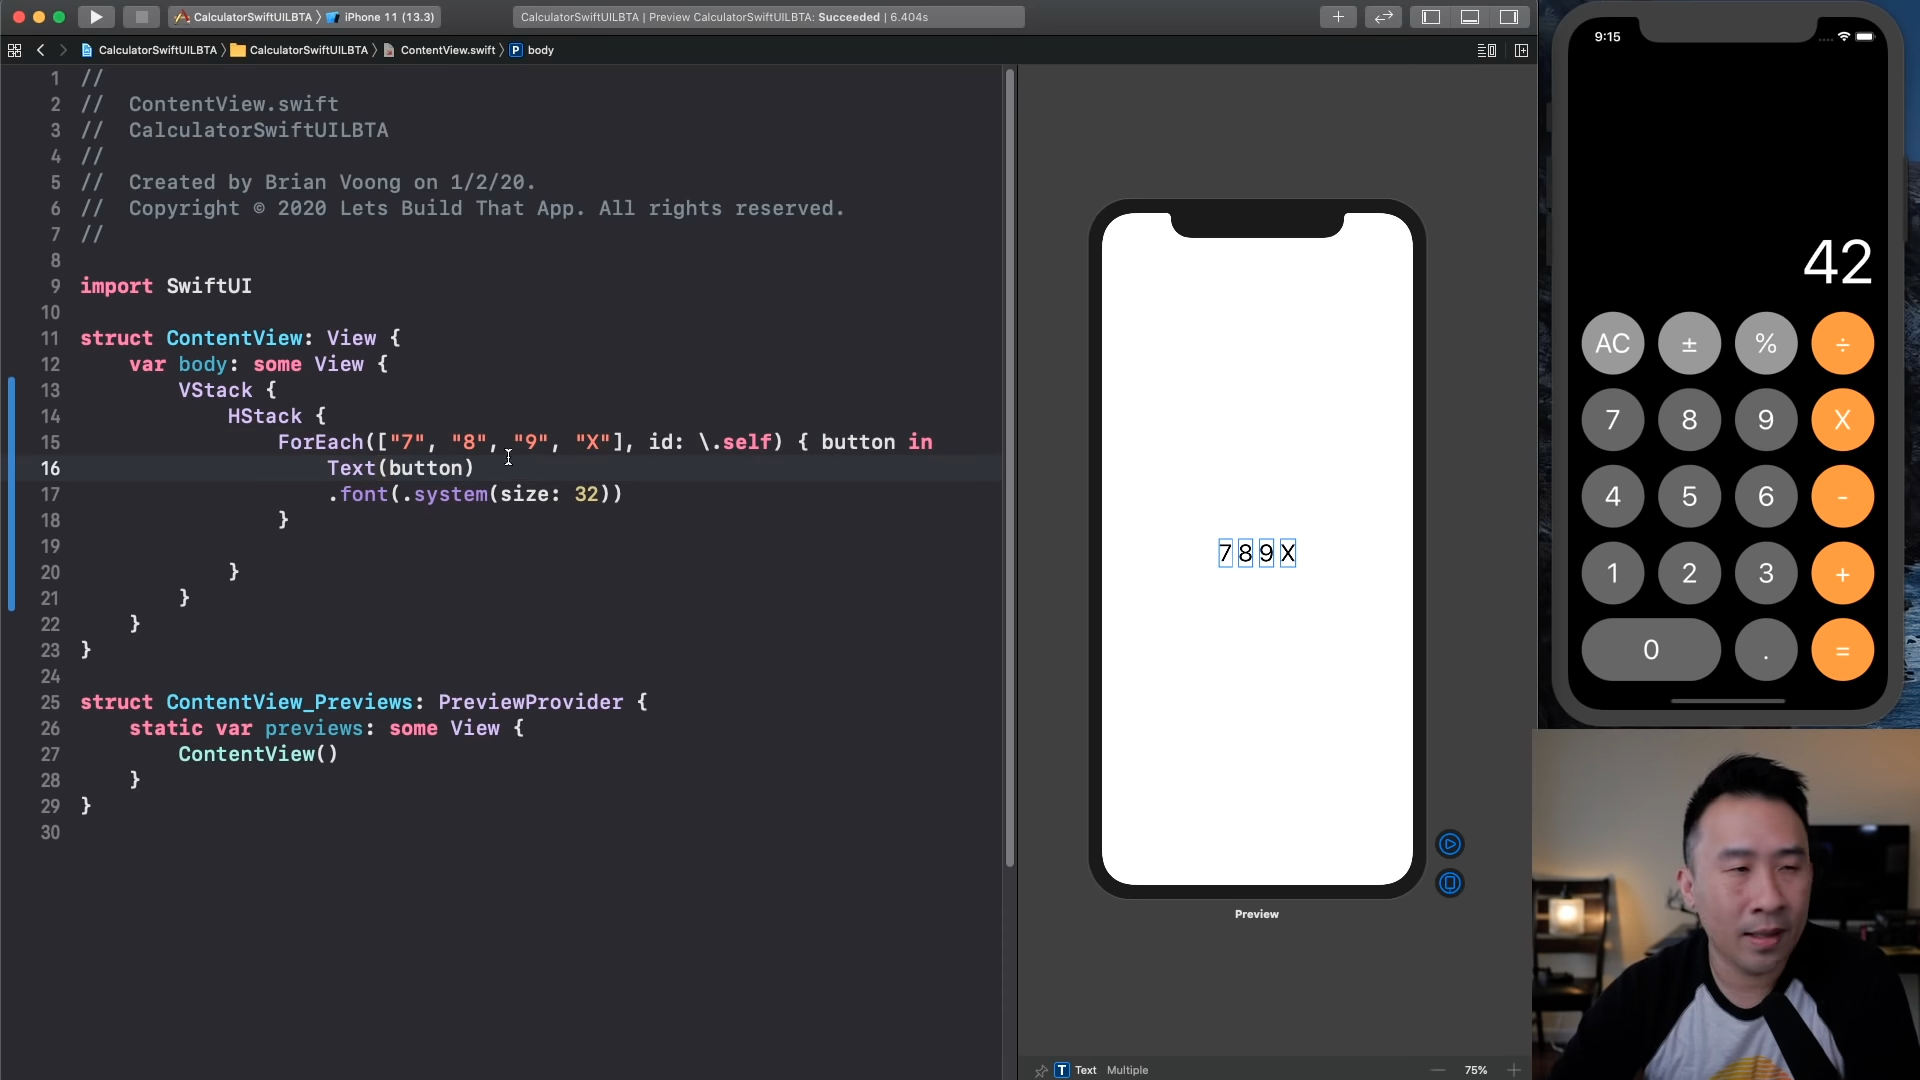 CalculatorSwiftUILBTA
iPhone 11 (13.3)
CalculatorSwiftUILBTA | Preview CalculatorSwiftUILBTA: Succeeded | 6.404s
CalculatorSwiftUILBTA
CalculatorSwiftUILBTA
ContentView.swift
P
body
1 //
2 // ContentView.swift
3 // CalculatorSwiftUILBTA
4 //
5 // Created by Brian Voong on 1/2/20.
6 // Copyright © 2020 Lets Build That App. All rights reserved.
7 //
8
9 import SwiftUI
10
11 struct ContentView: View {
12 var body: some View {
13 VStack {
14 HStack {
15 ForEach(["7", "8", "9", "X"], id: \.self) { button in
16 Text(button)
17 .font(.system(size: 32))
18 }
19
20 }
21 }
22 }
23 }
24
25 struct ContentView_Previews: PreviewProvider {
26 static var previews: some View {
27 ContentView()
28 }
29 }
30
7 8 9 X
Preview
T Text Multiple
75%
9:15
42
AC ± % ÷
7 8 9 X
4 5 6 -
1 2 3 +
0 . =